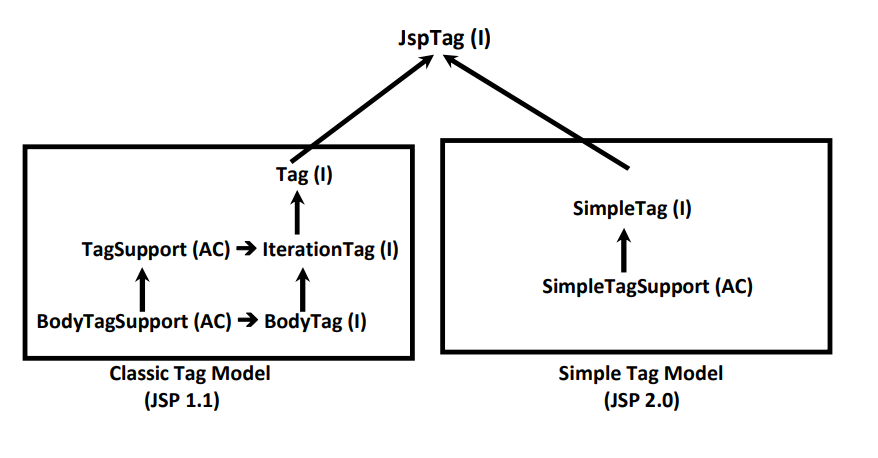 JspTag (I)
Tag (I)
TagSupport (AC) ➔ IterationTag (I)
BodyTagSupport (AC) ➔ BodyTag (I)
Classic Tag Model
(JSP 1.1)
SimpleTag (I)
SimpleTagSupport (AC)
Simple Tag Model
(JSP 2.0)